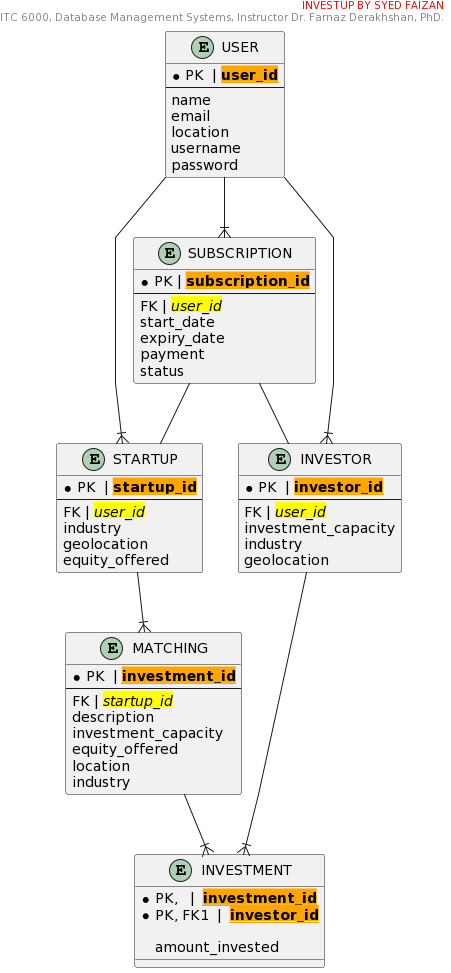 INVESTUP BY SYED FAIZAN
ITC 6000, Database Management Systems, Instructor Dr. Farnaz Derakhshan, PhD.
E USER
PK | user_id
name
email
location
username
password
E SUBSCRIPTION
PK | subscription_id
FK | user_id
start_date
expiry_date
payment
status
E STARTUP
PK | startup_id
FK | user_id
industry
geolocation
equity_offered
E INVESTOR
PK | investor_id
FK | user_id
investment_capacity
industry
geolocation
E MATCHING
PK | investment_id
FK | startup_id
description
investment_capacity
equity_offered
location
industry
E INVESTMENT
PK, | investment_id
PK, FK1 | investor_id
amount_invested